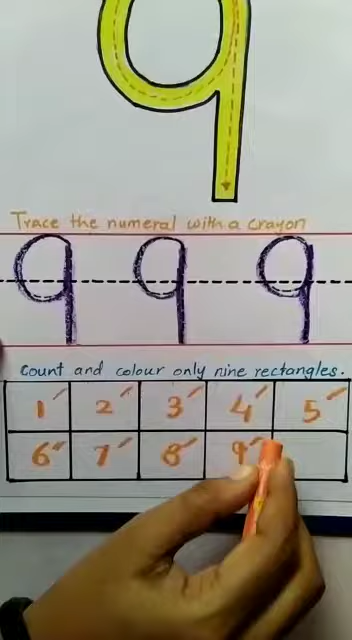 9
Trace the numeral with a crayon
9 9 9
count and colour only nine rectangles.
1 2 3 4 5
6 7 8 9